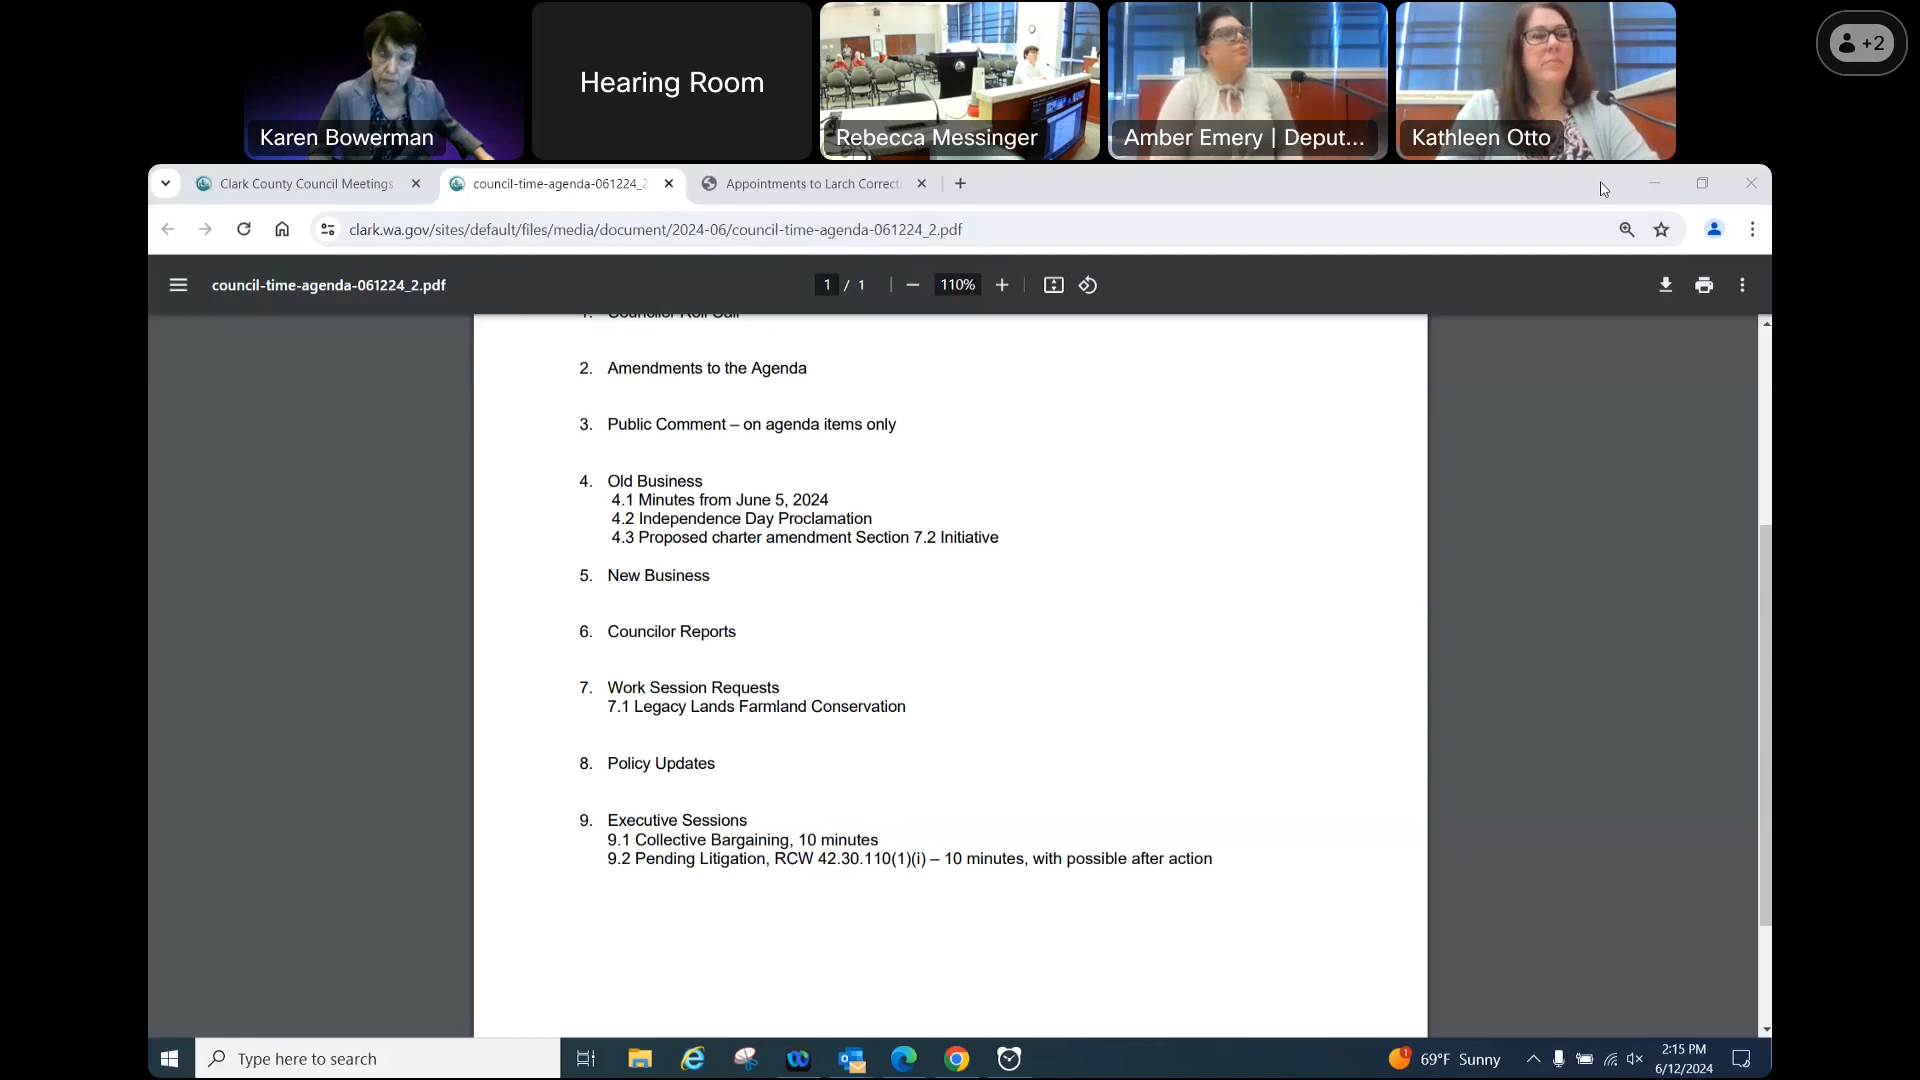 Karen Bowerman
Hearing Room
Rebecca Messinger
Amber Emery | Deput...
Kathleen Otto
+2
Clark County Council Meetings
council-time-agenda-061224_2
Appointments to Larch Correct
clark.wa.gov/sites/default/files/media/document/2024-06/council-time-agenda-061224_2.pdf
council-time-agenda-061224_2.pdf
1 / 1
110%
1. Councilor Roll Call
2. Amendments to the Agenda
3. Public Comment – on agenda items only
4. Old Business
4.1 Minutes from June 5, 2024
4.2 Independence Day Proclamation
4.3 Proposed charter amendment Section 7.2 Initiative
5. New Business
6. Councilor Reports
7. Work Session Requests
7.1 Legacy Lands Farmland Conservation
8. Policy Updates
9. Executive Sessions
9.1 Collective Bargaining, 10 minutes
9.2 Pending Litigation, RCW 42.30.110(1)(i) – 10 minutes, with possible after action
Type here to search
1
69°F Sunny
2:15 PM
6/12/2024